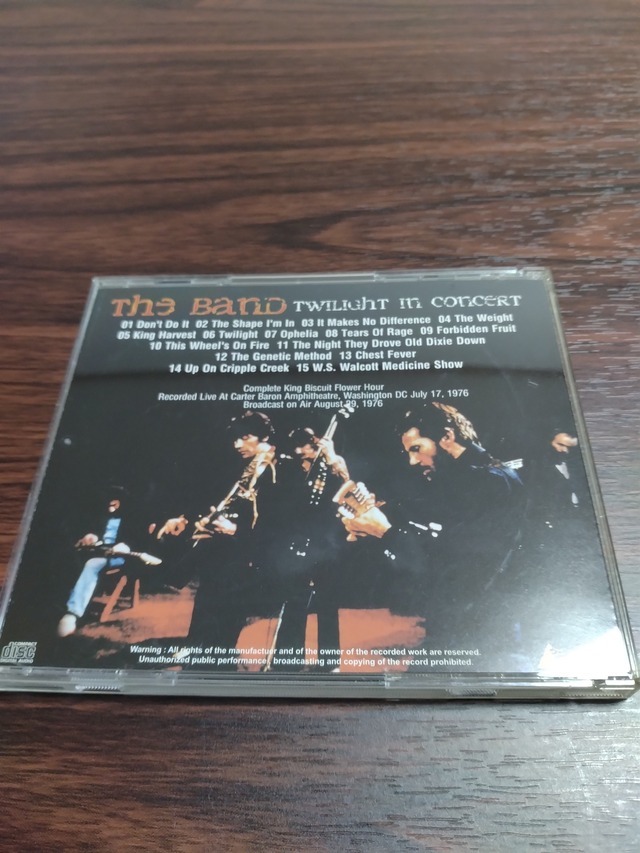 THE BAND TWILIGHT IN CONCERT
01 Don't Do It 02 The Shape I'm In 03 It Makes No Difference 04 The Weight
05 King Harvest 06 Twilight 07 Ophelia 08 Tears Of Rage 09 Forbidden Fruit
10 This Wheel's On Fire 11 The Night They Drove Old Dixie Down
12 The Genetic Method 13 Chest Fever
14 Up On Cripple Creek 15 W.S. Walcott Medicine Show
Complete King Biscuit Flower Hour
Recorded Live At Carter Baron Amphitheatre, Washington DC July 17, 1976
Broadcast on Air August 29, 1976
COMPACT
disc
DIGITAL AUDIO
Warning : All rights of the manufactuer and of the owner of the recorded work are reserved.
Unauthorized public performance, broadcasting and copying of the record prohibited.